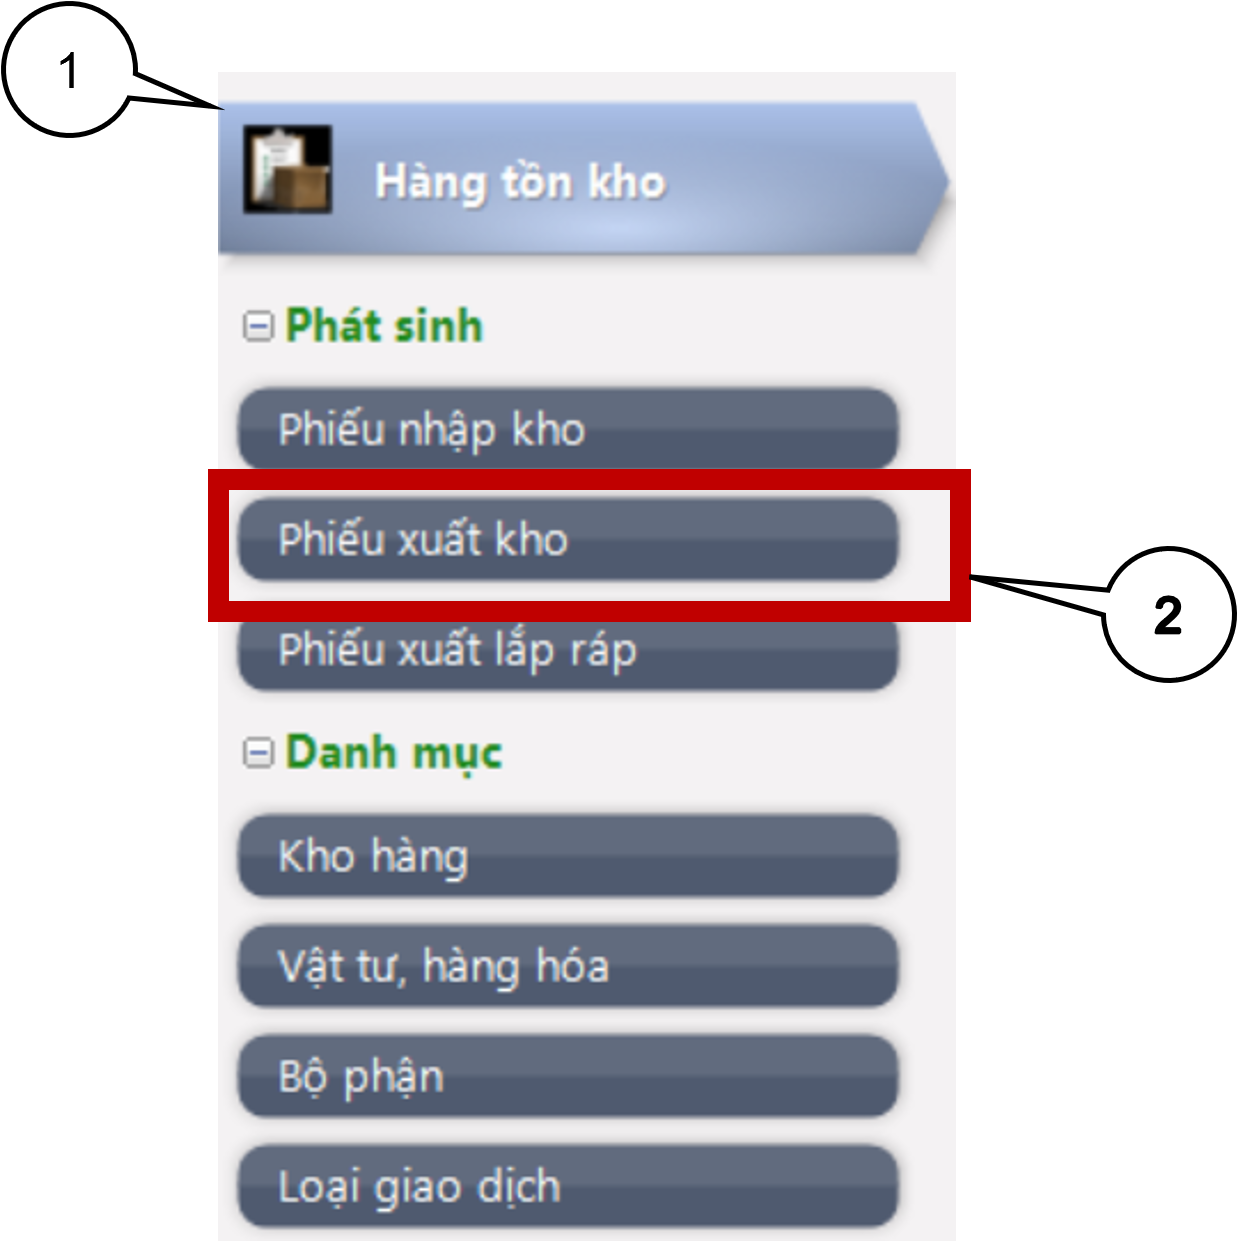 1
Hàng tồn kho
Phát sinh
Phiếu nhập kho
Phiếu xuất kho
2
Phiếu xuất lắp ráp
Danh mục
Kho hàng
Vật tư, hàng hóa
Bộ phận
Loại giao dịch